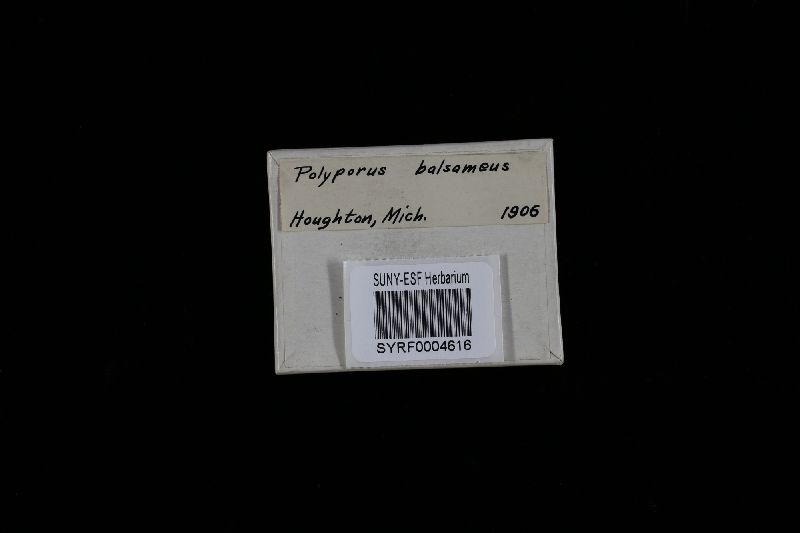 Polyporus balsameus
Houghton, Mich. 1906
SUNY-ESF Herbarium
SYRF0004616